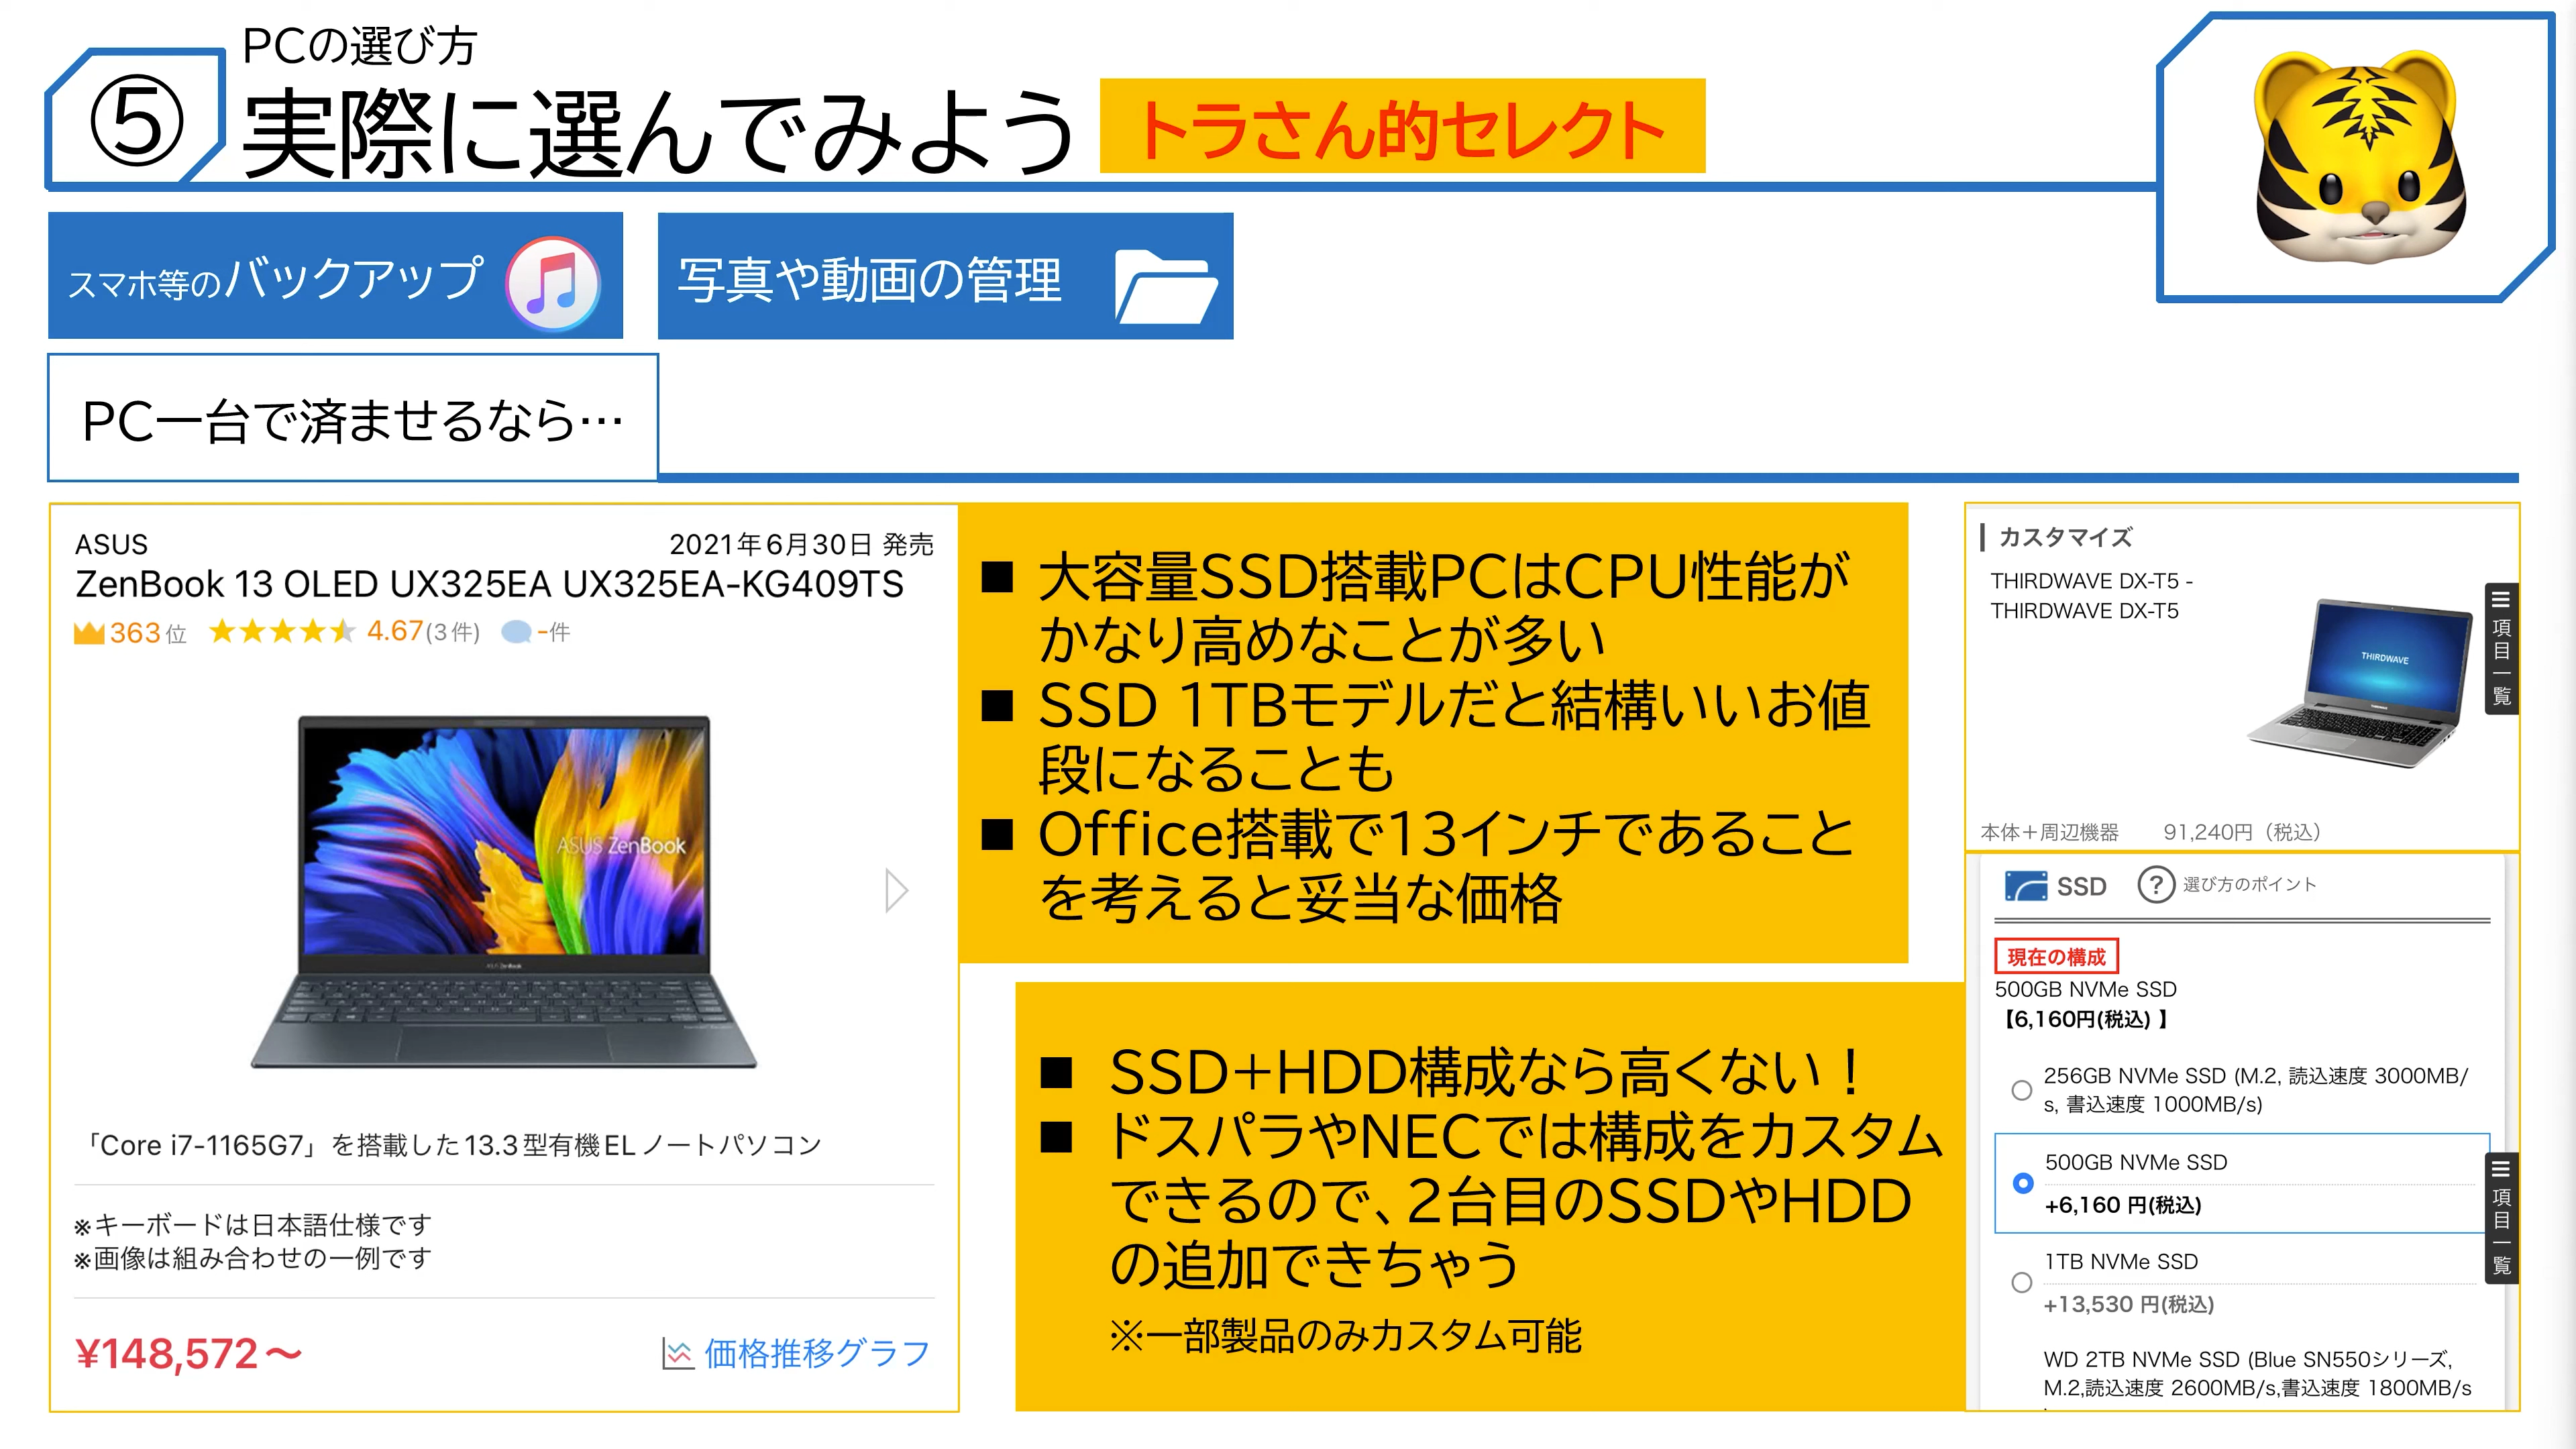 PCの選び方
⑤ 実際に選んでみよう トラさん的セレクト
スマホ等のバックアップ
写真や動画の管理
PC一台で済ませるなら…
ASUS 2021年6月30日 発売
ZenBook 13 OLED UX325EA UX325EA-KG409TS
363位 ★★★★ 4.67(3件) -件
ASUS ZenBook
「Core i7-1165G7」を搭載した13.3型有機ELノートパソコン
※キーボードは日本語仕様です
※画像は組み合わせの一例です
¥148,572～ 価格推移グラフ
■ 大容量SSD搭載PCはCPU性能が
かなり高めなことが多い
■ SSD 1TBモデルだと結構いいお値
段になることも
■ Office搭載で13インチであること
を考えると妥当な価格
■ SSD+HDD構成なら高くない！
■ ドスパラやNECでは構成をカスタム
できるので、2台目のSSDやHDD
の追加できちゃう
※一部製品のみカスタム可能
カスタマイズ
THIRDWAVE DX-T5 -
THIRDWAVE DX-T5
THIRDWAVE
項目一覧
本体＋周辺機器 91,240円（税込）
SSD ? 選び方のポイント
現在の構成
500GB NVMe SSD
【6,160円(税込) 】
256GB NVMe SSD (M.2, 読込速度 3000MB/
s, 書込速度 1000MB/s)
500GB NVMe SSD
+6,160 円(税込)
項目一覧
1TB NVMe SSD
+13,530 円(税込)
WD 2TB NVMe SSD (Blue SN550シリーズ,
M.2,読込速度 2600MB/s,書込速度 1800MB/s